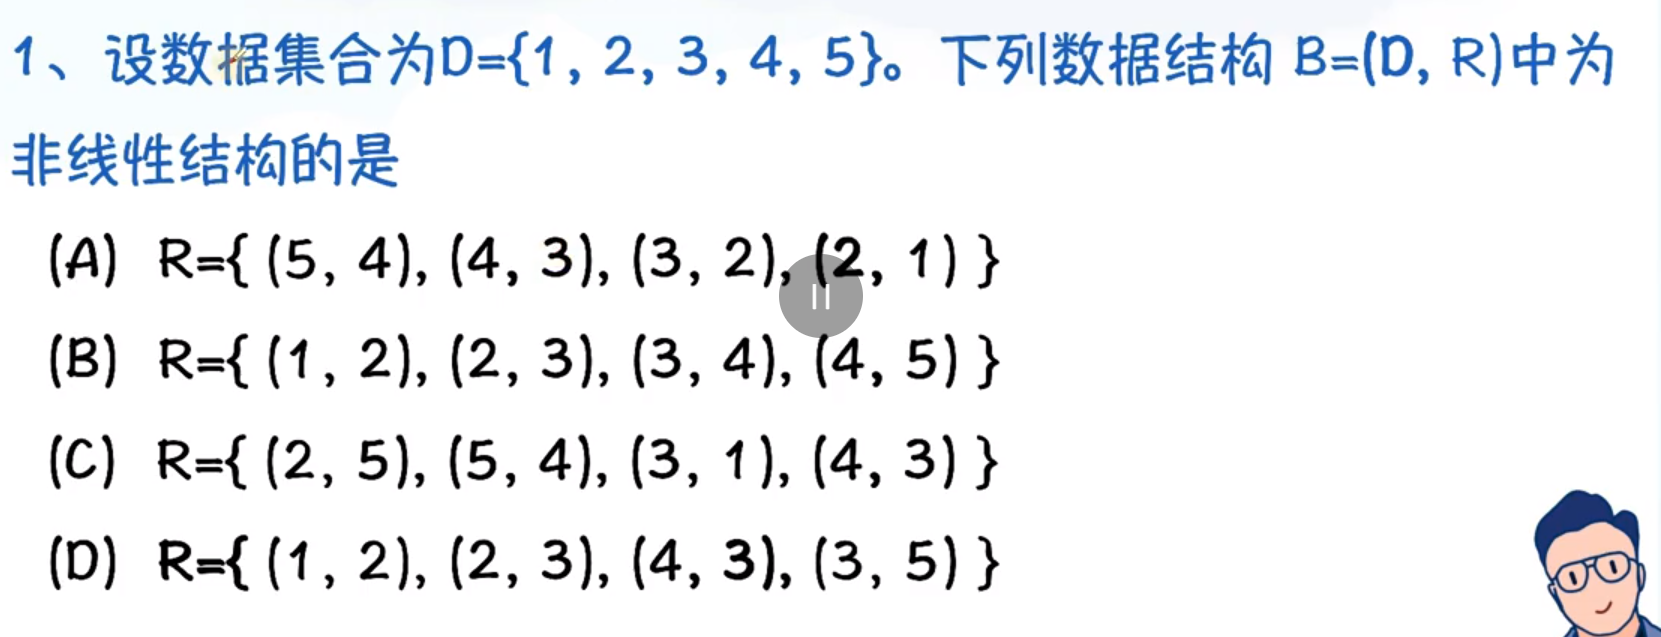 1、设数据集合为D={1, 2, 3, 4, 5}。下列数据结构 B=(D, R)中为
非线性结构的是
(A) R={ (5, 4), (4, 3), (3, 2), (2, 1) }
(B) R={ (1, 2), (2, 3), (3, 4), (4, 5) }
(C) R={ (2, 5), (5, 4), (3, 1), (4, 3) }
(D) R={ (1, 2), (2, 3), (4, 3), (3, 5) }